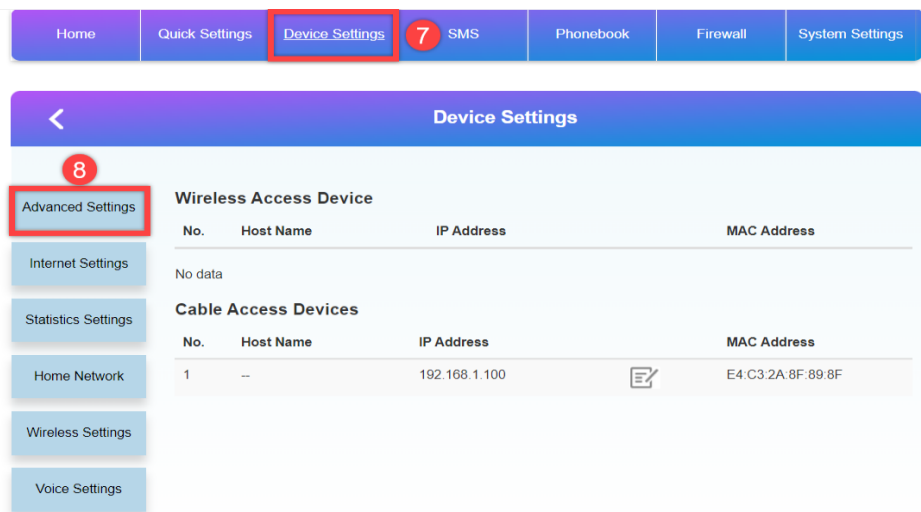 Home Quick Settings Device Settings 7 SMS Phonebook Firewall System Settings
Device Settings
8
Advanced Settings
Internet Settings
Statistics Settings
Home Network
Wireless Settings
Voice Settings
Wireless Access Device
No. Host Name IP Address MAC Address
No data
Cable Access Devices
No. Host Name IP Address MAC Address
1 -- 192.168.1.100 E4:C3:2A:8F:89:8F